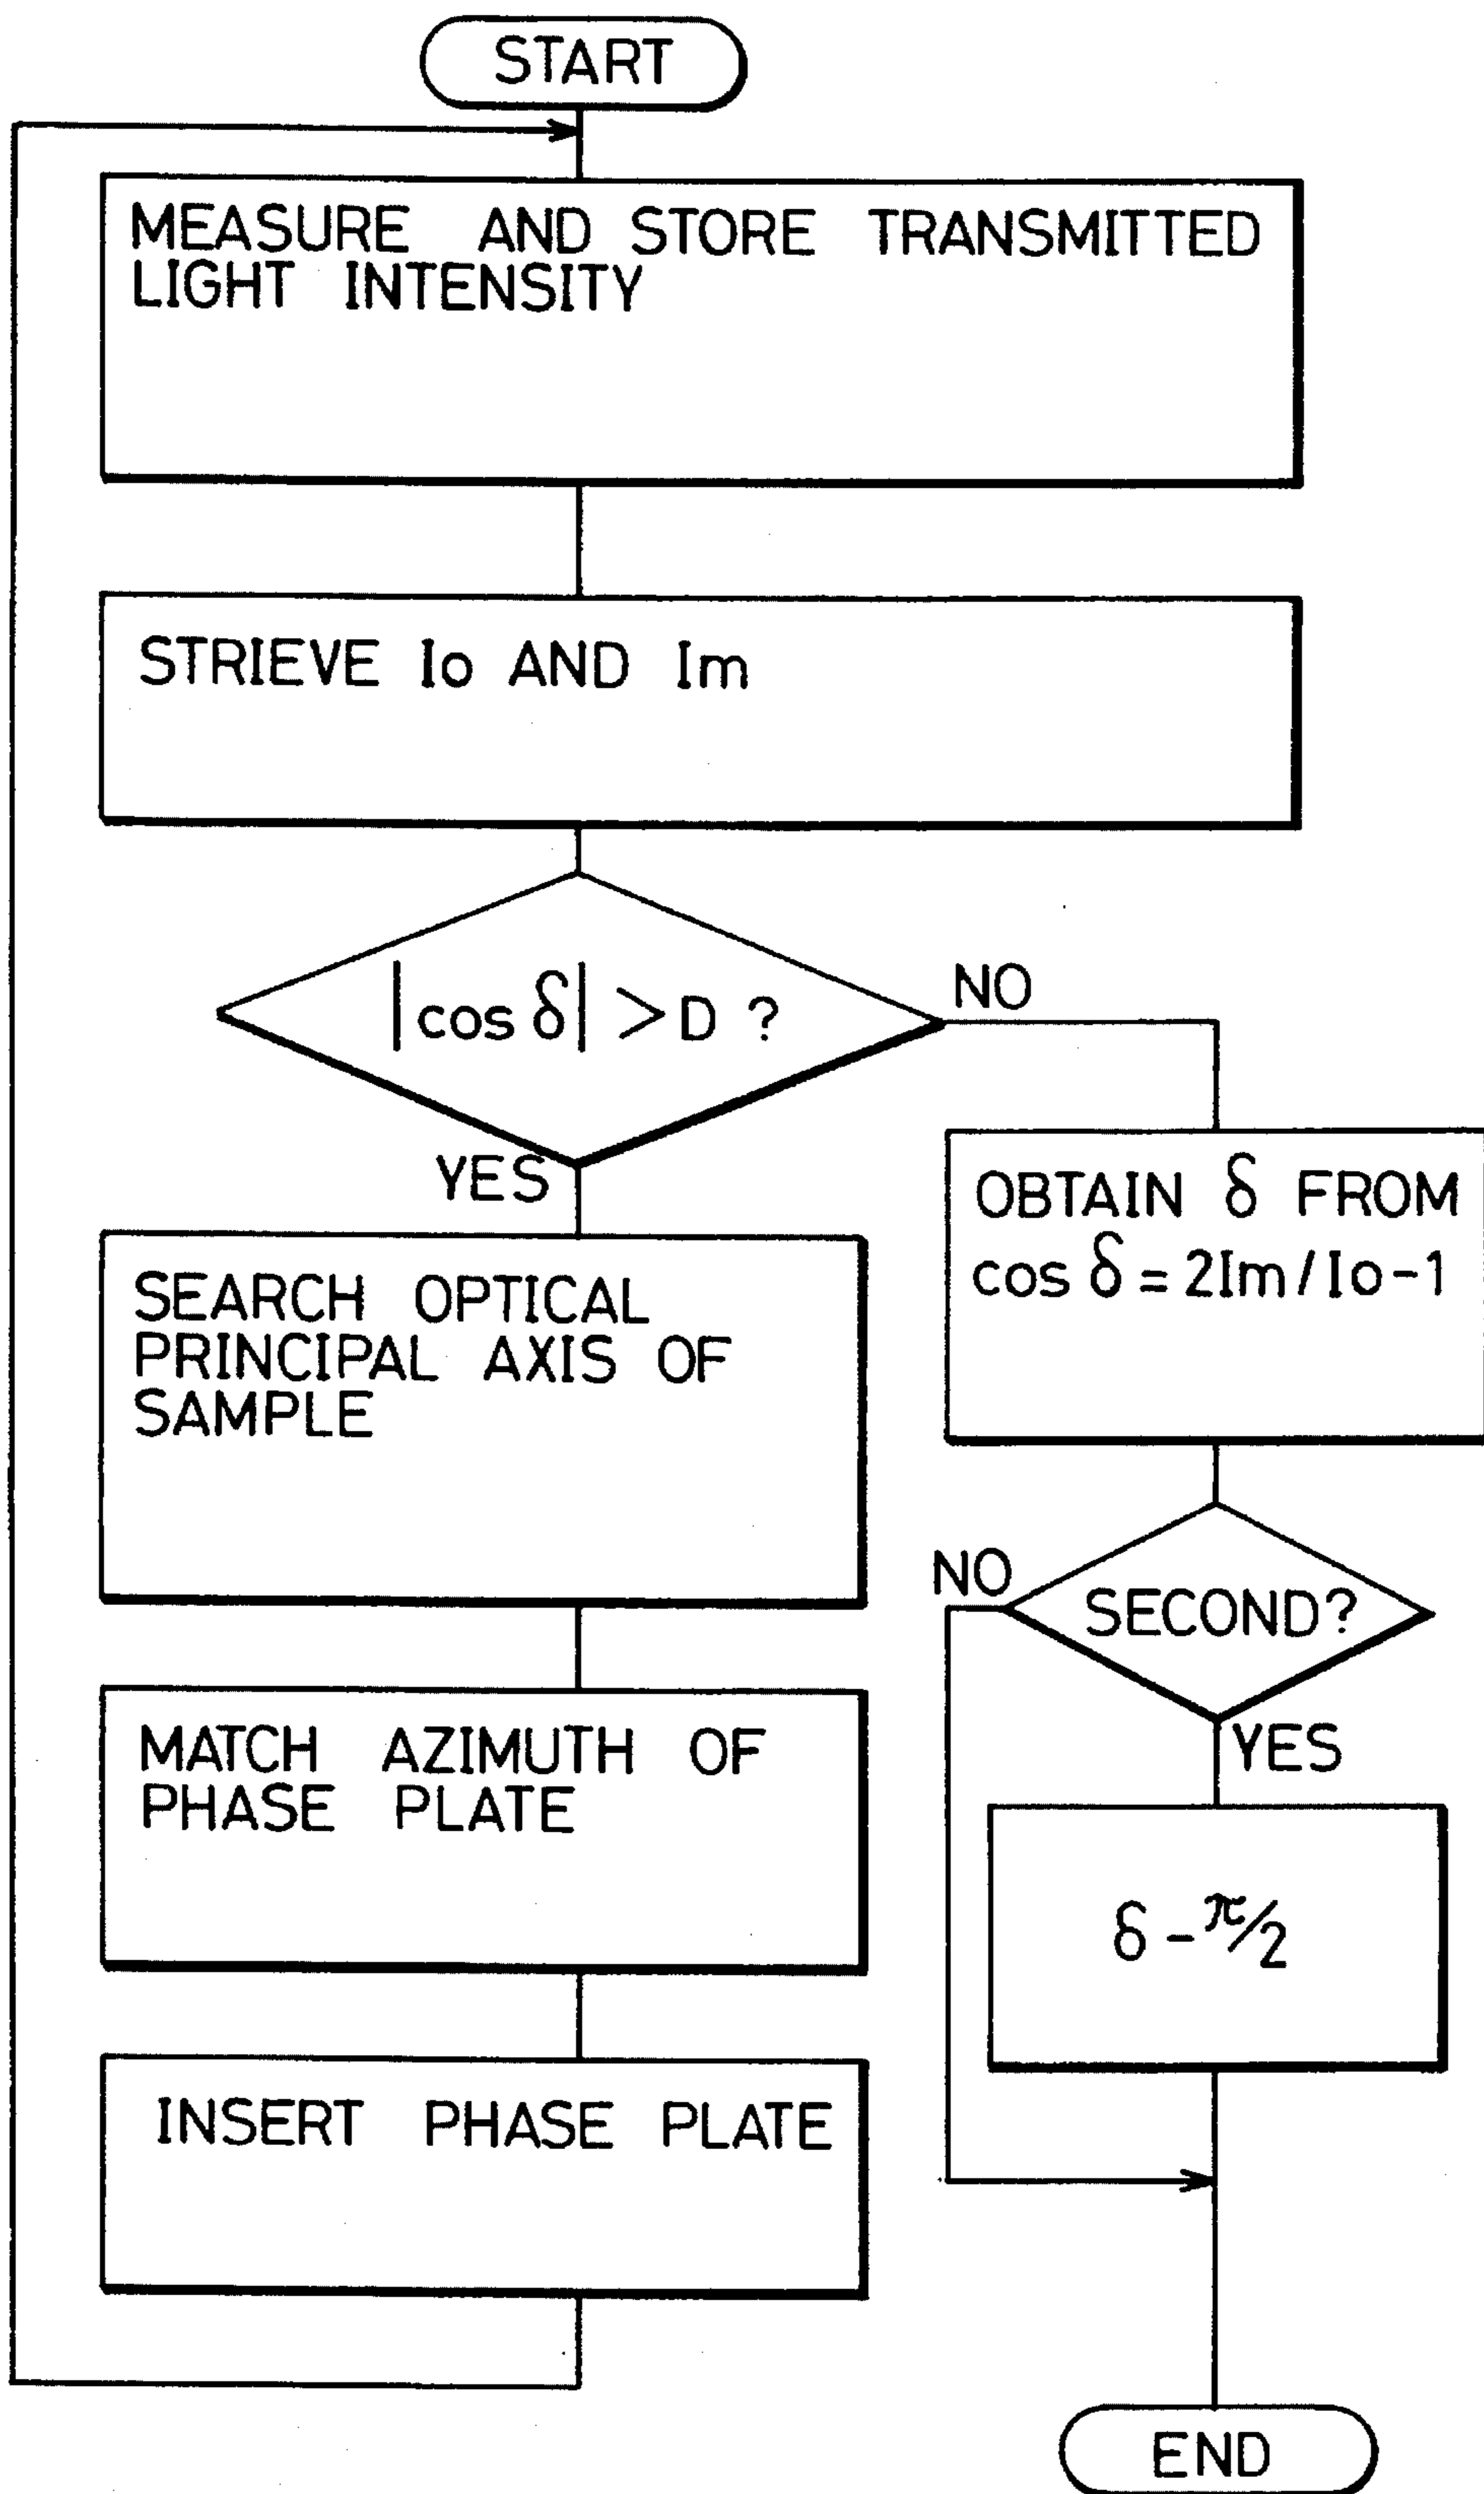 START
MEASURE AND STORE TRANSMITTED
LIGHT INTENSITY
STRIEVE Io AND Im
|cos δ| > D ?
NO
YES
OBTAIN δ FROM
cos δ = 2Im/Io-1
SEARCH OPTICAL
PRINCIPAL AXIS OF
SAMPLE
NO
SECOND?
YES
MATCH AZIMUTH OF
PHASE PLATE
δ - π/2
INSERT PHASE PLATE
END